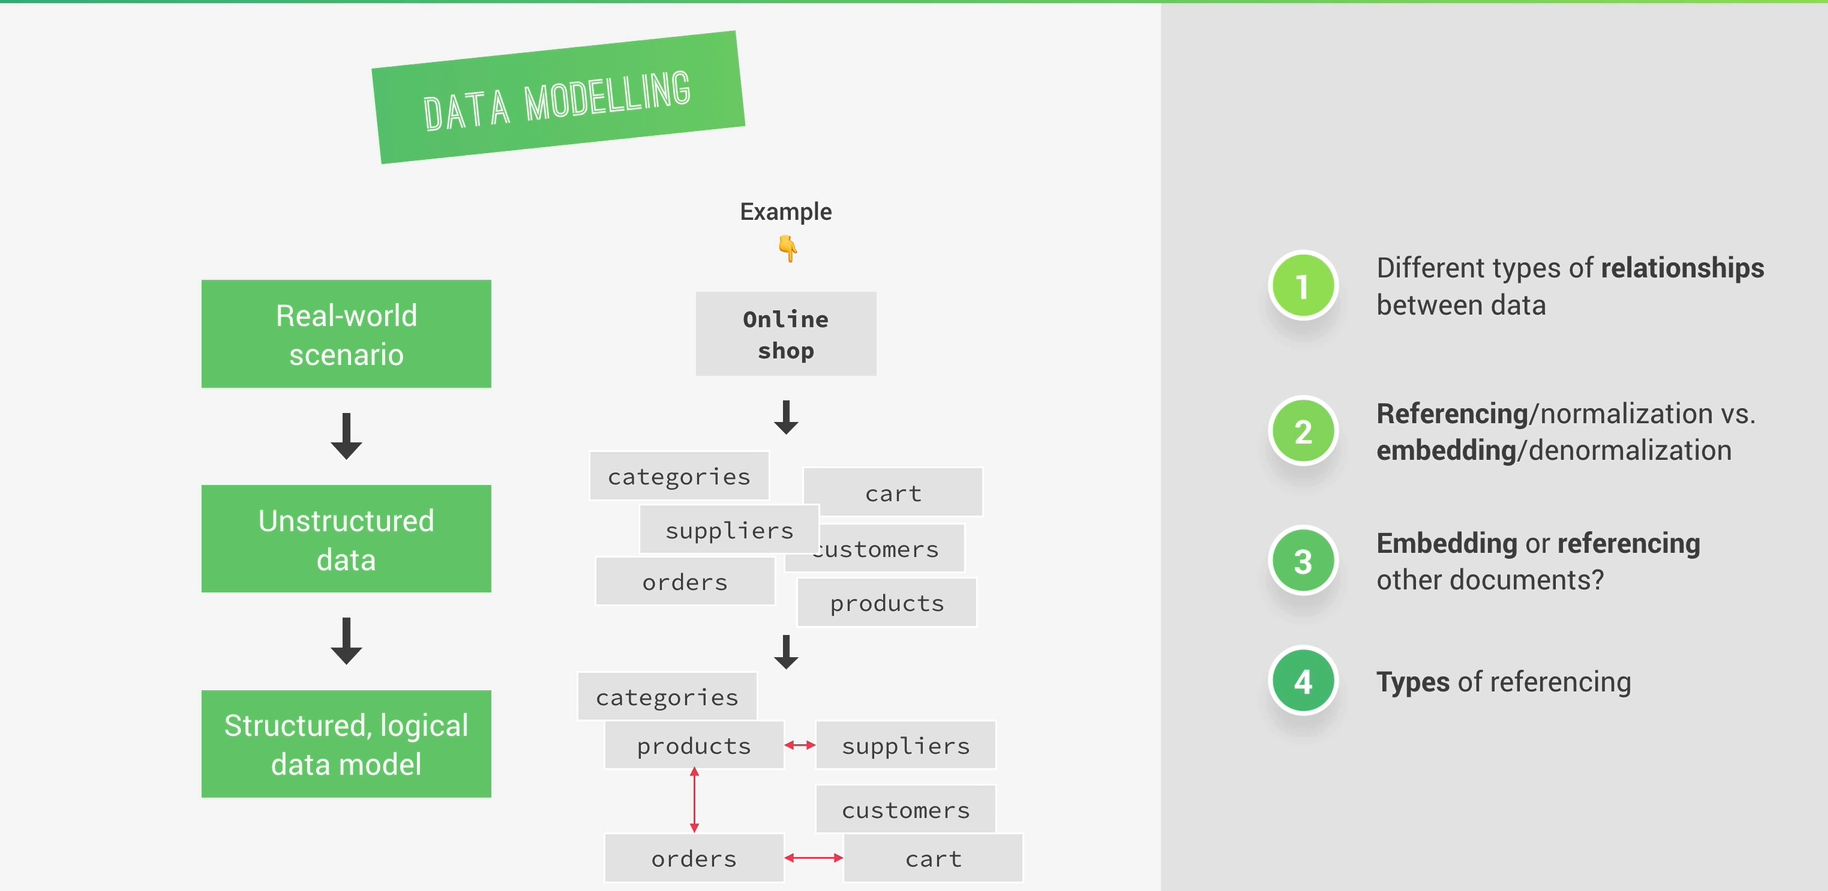 DATA MODELLING
Example
Real-world
scenario
Unstructured
data
Structured, logical
data model
Online
shop
categories
cart
suppliers
customers
orders
products
categories
products
suppliers
customers
orders
cart
1
Different types of relationships
between data
2
Referencing/normalization vs.
embedding/denormalization
3
Embedding or referencing
other documents?
4
Types of referencing